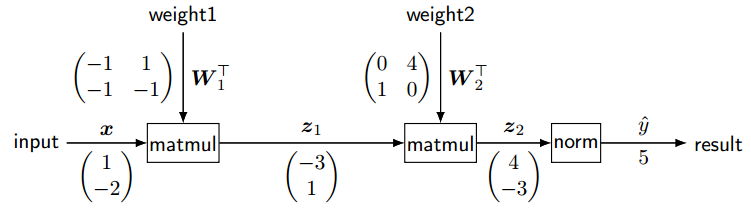 weight1 weight2
(−1 1
−1 −1) W₁⊤ (0 4
1 0) W₂⊤
input x matmul z₁ matmul z₂ norm ŷ result
(1
−2) (−3
1) (4
−3) 5